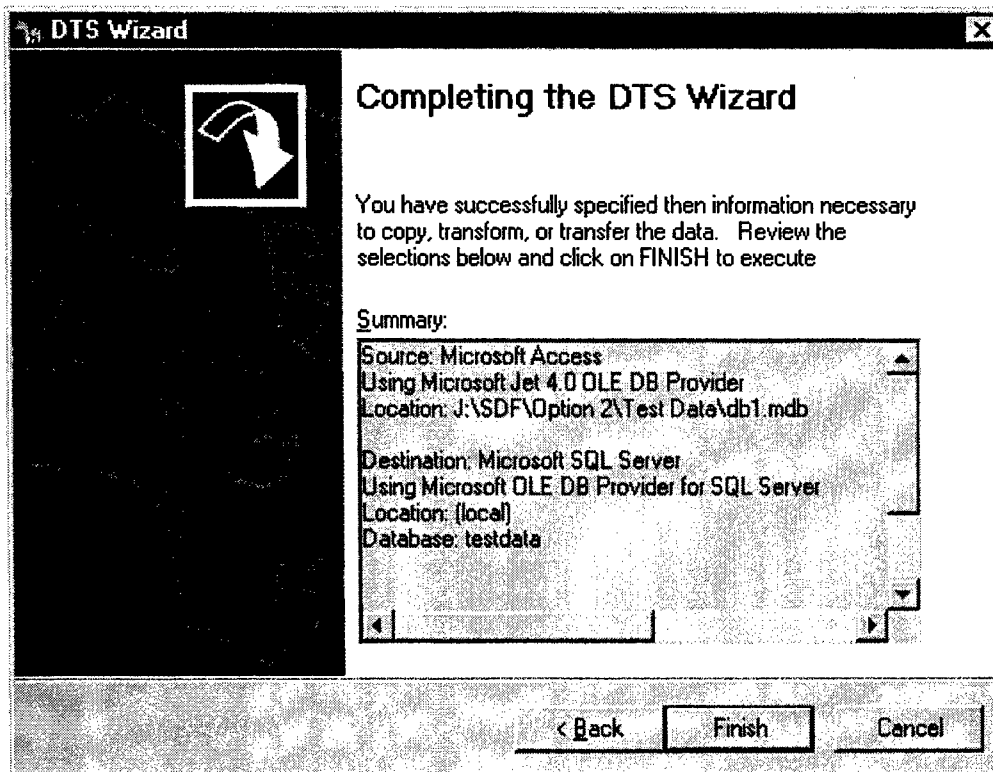 DTS Wizard
Completing the DTS Wizard
You have successfully specified then information necessary
to copy, transform, or transfer the data. Review the
selections below and click on FINISH to execute
Summary:
Source: Microsoft Access
Using Microsoft Jet 4.0 OLE DB Provider
Location: J:\SDF\Option 2\Test Data\db1.mdb
Destination: Microsoft SQL Server
Using Microsoft OLE DB Provider for SQL Server
Location: (local)
Database: testdata
< Back Finish Cancel